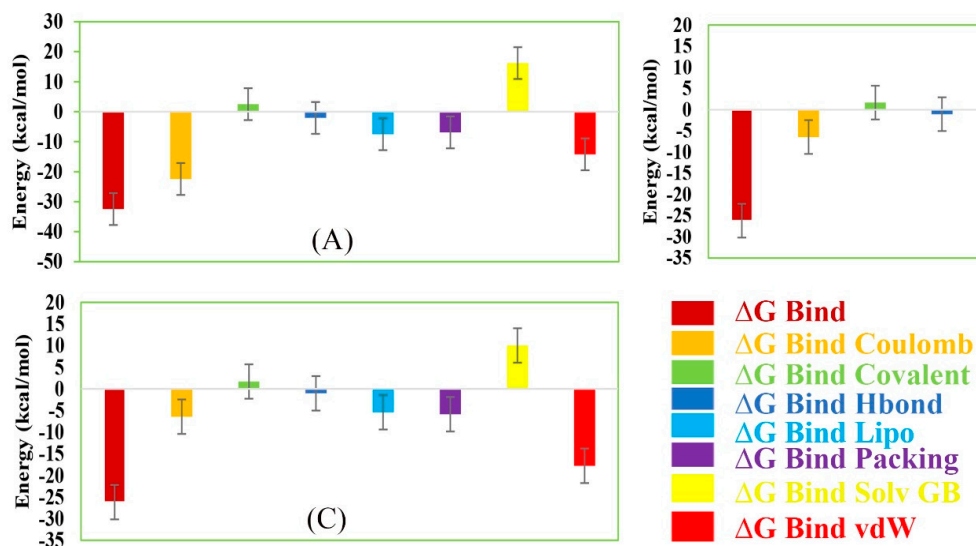 Energy (kcal/mol)
30
20
10
0
-10
-20
-30
-40
-50
(A)
Energy (kcal/mol)
20
15
10
5
0
-5
-10
-15
-20
-25
-30
-35
Energy (kcal/mol)
20
15
10
5
0
-5
-10
-15
-20
-25
-30
-35
(C)
ΔG Bind
ΔG Bind Coulomb
ΔG Bind Covalent
ΔG Bind Hbond
ΔG Bind Lipo
ΔG Bind Packing
ΔG Bind Solv GB
ΔG Bind vdW